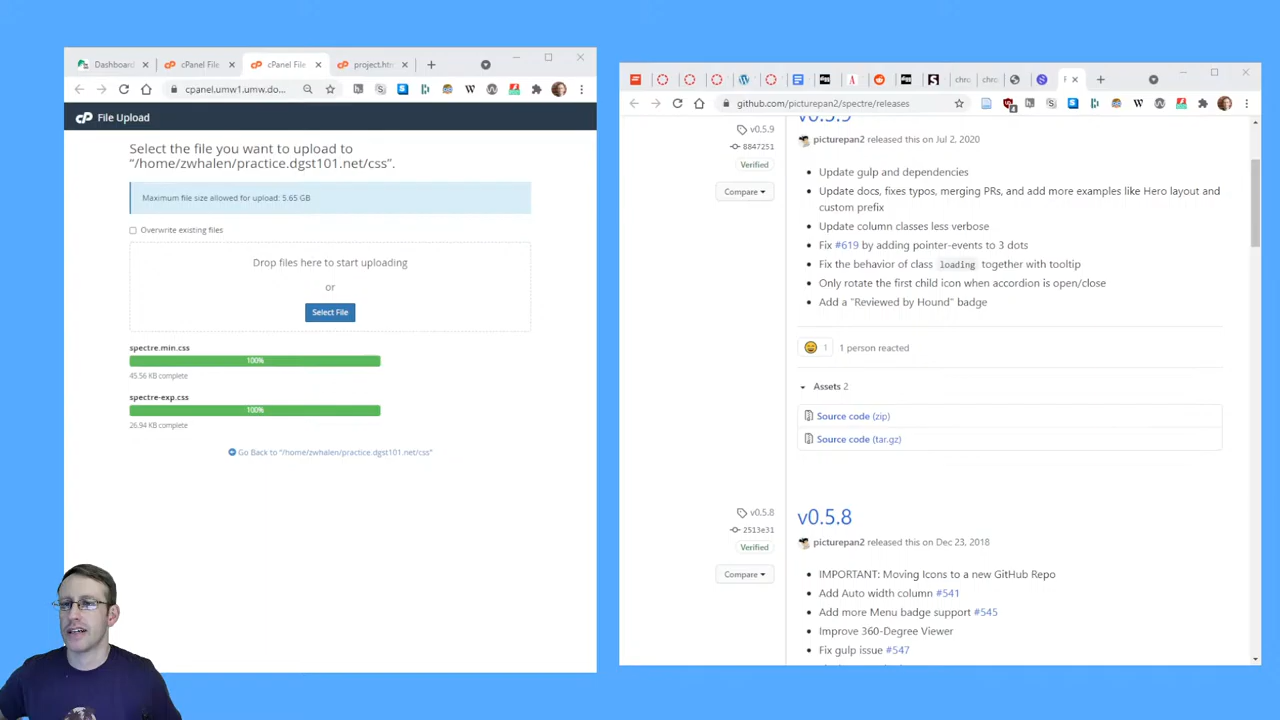 Dashboard
cPanel File
cPanel File
project.htm
cpanel.umw1.umw.do...
cP File Upload
Select the file you want to upload to
"/home/zwhalen/practice.dgst101.net/css".
Maximum file size allowed for upload: 5.65 GB
Overwrite existing files
Drop files here to start uploading
or
Select File
spectre.min.css
100%
45.56 KB complete
spectre-exp.css
100%
26.94 KB complete
Go Back to "/home/zwhalen/practice.dgst101.net/css"
chro
chro
github.com/picturepan2/spectre/releases
v0.5.9
v0.5.9
picturepan2 released this on Jul 2, 2020
8847251
Verified
Compare
Update gulp and dependencies
Update docs, fixes typos, merging PRs, and add more examples like Hero layout and
custom prefix
Update column classes less verbose
Fix #619 by adding pointer-events to 3 dots
Fix the behavior of class loading together with tooltip
Only rotate the first child icon when accordion is open/close
Add a "Reviewed by Hound" badge
1
1 person reacted
Assets 2
Source code (zip)
Source code (tar.gz)
v0.5.8
2513e31
Verified
Compare
v0.5.8
picturepan2 released this on Dec 23, 2018
IMPORTANT: Moving Icons to a new GitHub Repo
Add Auto width column #541
Add more Menu badge support #545
Improve 360-Degree Viewer
Fix gulp issue #547